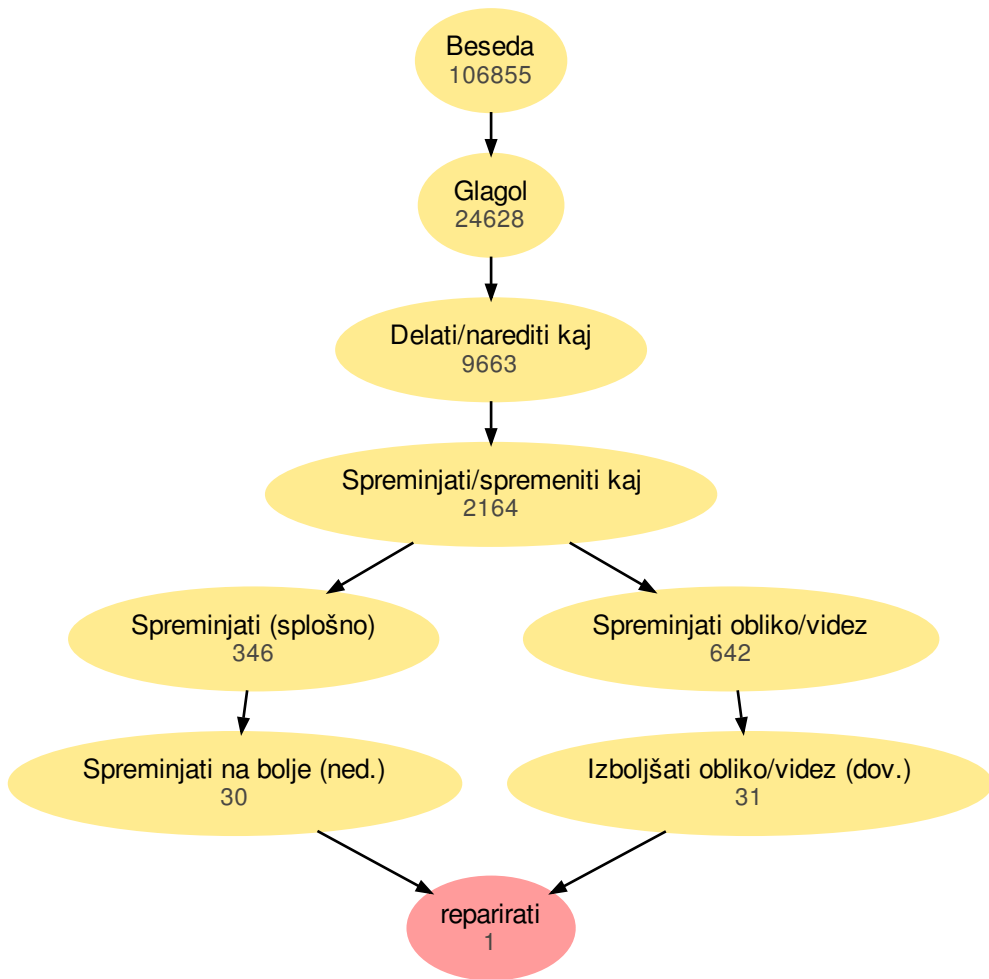 Beseda
106855
Glagol
24628
Delati/narediti kaj
9663
Spreminjati/spremeniti kaj
2164
Spreminjati (splošno)
346
Spreminjati obliko/videz
642
Spreminjati na bolje (ned.)
30
Izboljšati obliko/videz (dov.)
31
reparirati
1